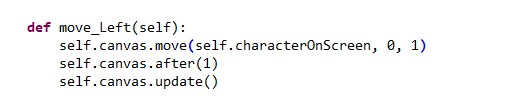 def move_Left(self):
    self.canvas.move(self.characterOnScreen, 0, 1)
    self.canvas.after(1)
    self.canvas.update()